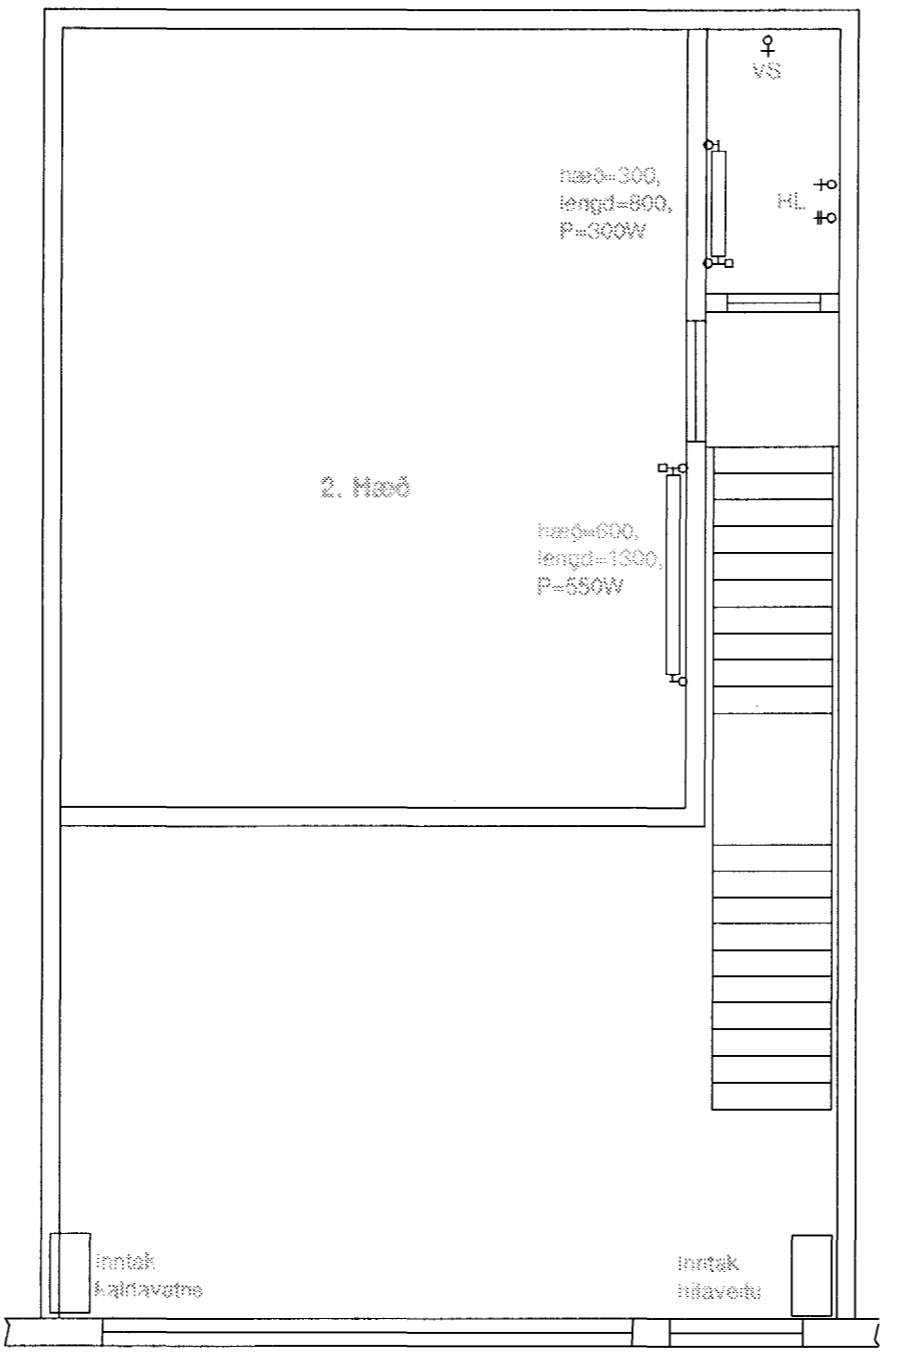 VS
hæð=300,
lengd=800,
P=300W
HL
2. Hæð
hæð=600,
lengd=1300,
P=550W
Inntak
kaldavatns
Inntak
hitaveitu